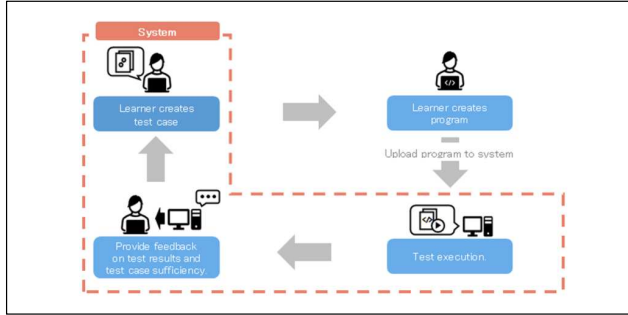 System
Learner creates
test case
Learner creates
program
Upload program to system
Provide feedback
on test results and
test case sufficiency.
Test execution.